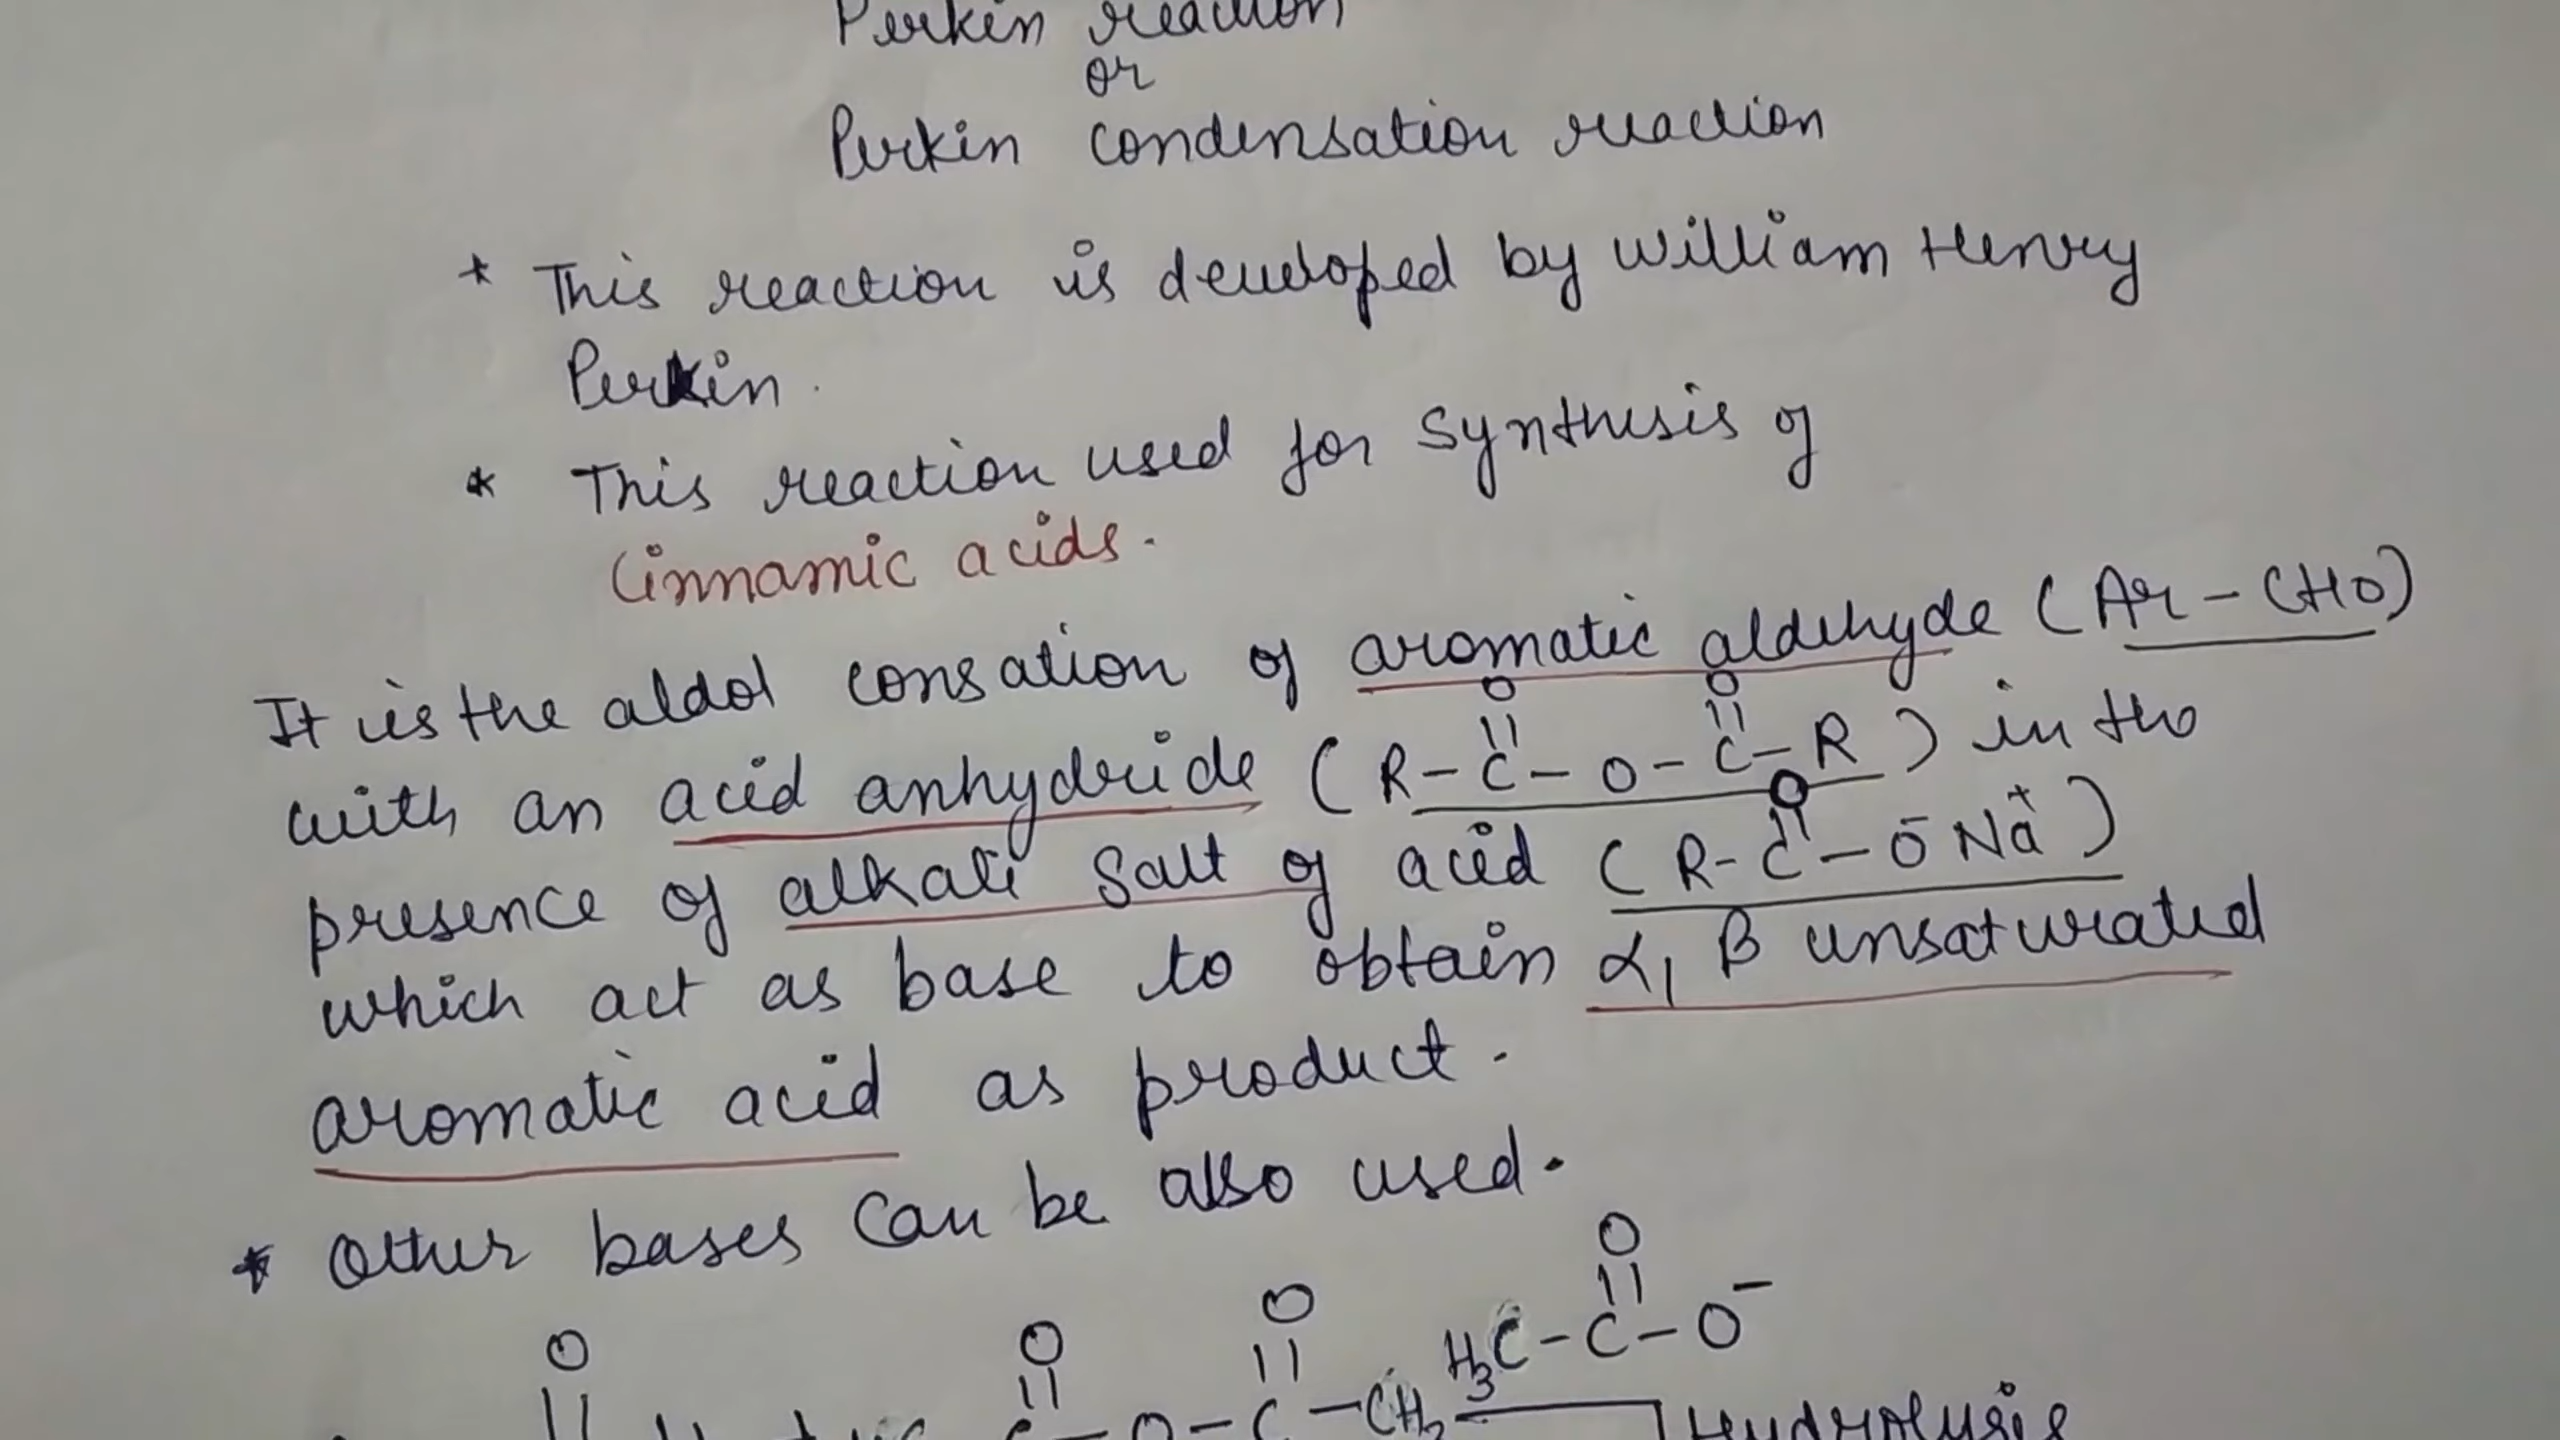 Perkin reaction
or
Perkin condensation reaction
* This reaction is developed by William Henry
Perkin.
* This reaction used for synthesis of
Cinnamic acids.
It is the aldol consation of aromatic aldehyde (Ar-CHO)
O O
|| ||
with an acid anhydride (R-C-O-C-R) in the
O
||
presence of alkali salt of acid (R-C-O⁻Na⁺)
which act as base to obtain α, β unsaturated
aromatic acid as product.
* Other bases can be also used.
O
||
H₃C-C-O⁻
O O O
|| || ||
C-O-C-CH₃
Hydrolysis